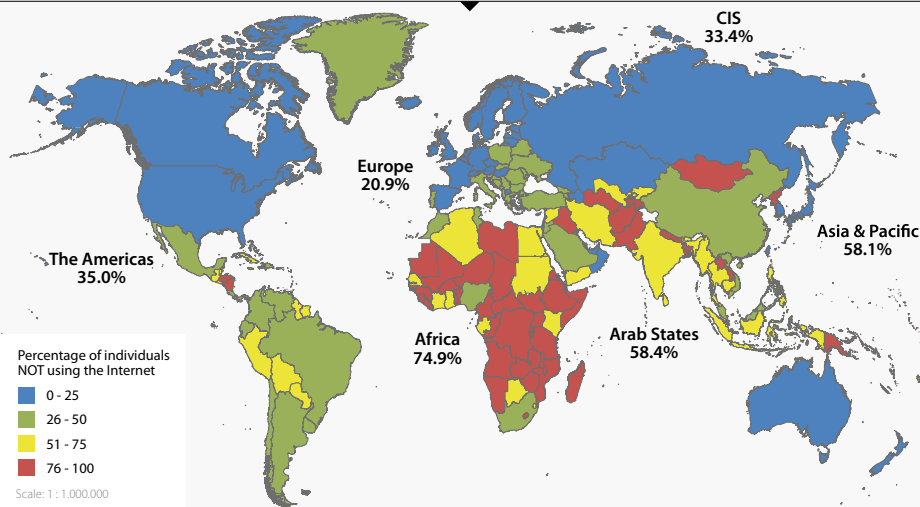 CIS
33.4%
Europe
20.9%
The Americas
35.0%
Asia & Pacific
58.1%
Africa
74.9%
Arab States
58.4%
Percentage of individuals
NOT using the Internet
0 - 25
26 - 50
51 - 75
76 - 100
Scale: 1 : 1.000.000